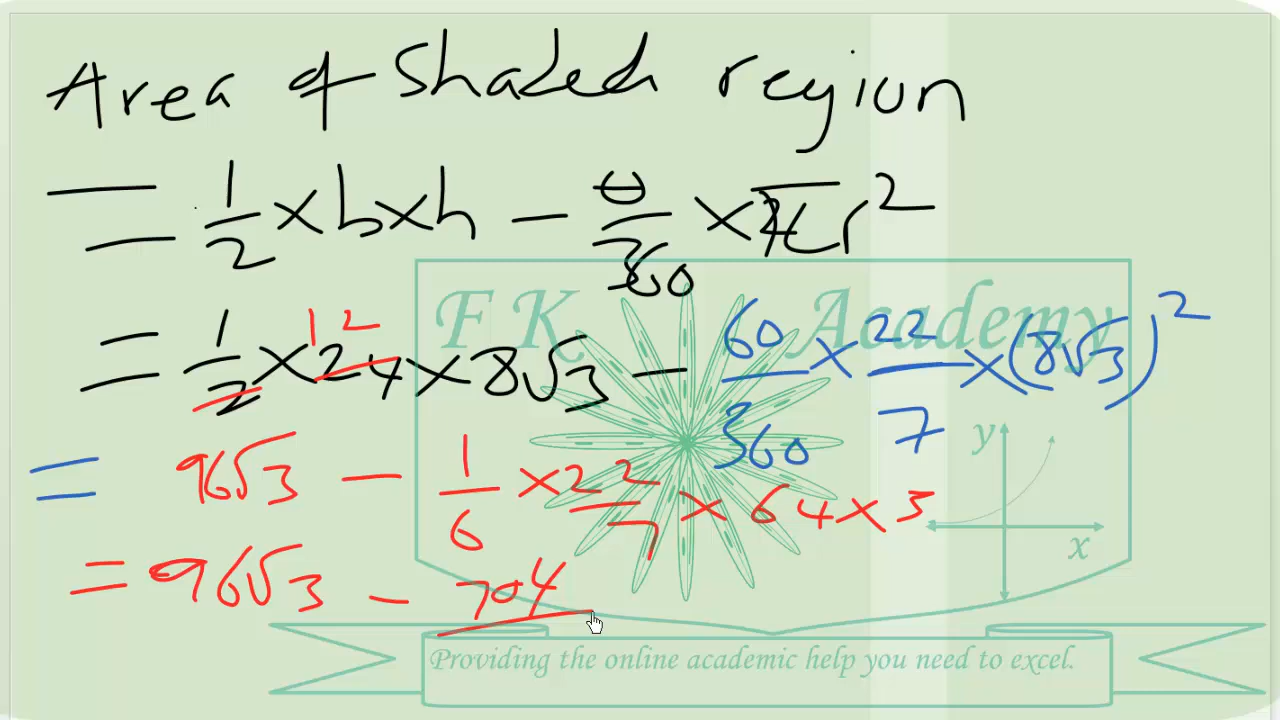 Area of shaded region
= 1/2 × b × h − θ/360 × πr²
F K Academy
= 1/2 × 24 × 8√3 − 60/360 × 22/7 × (8√3)²
12
y
= 96√3 − 1/6 × 22/7 × 64 × 3
x
= 96√3 − 704
Providing the online academic help you need to excel.